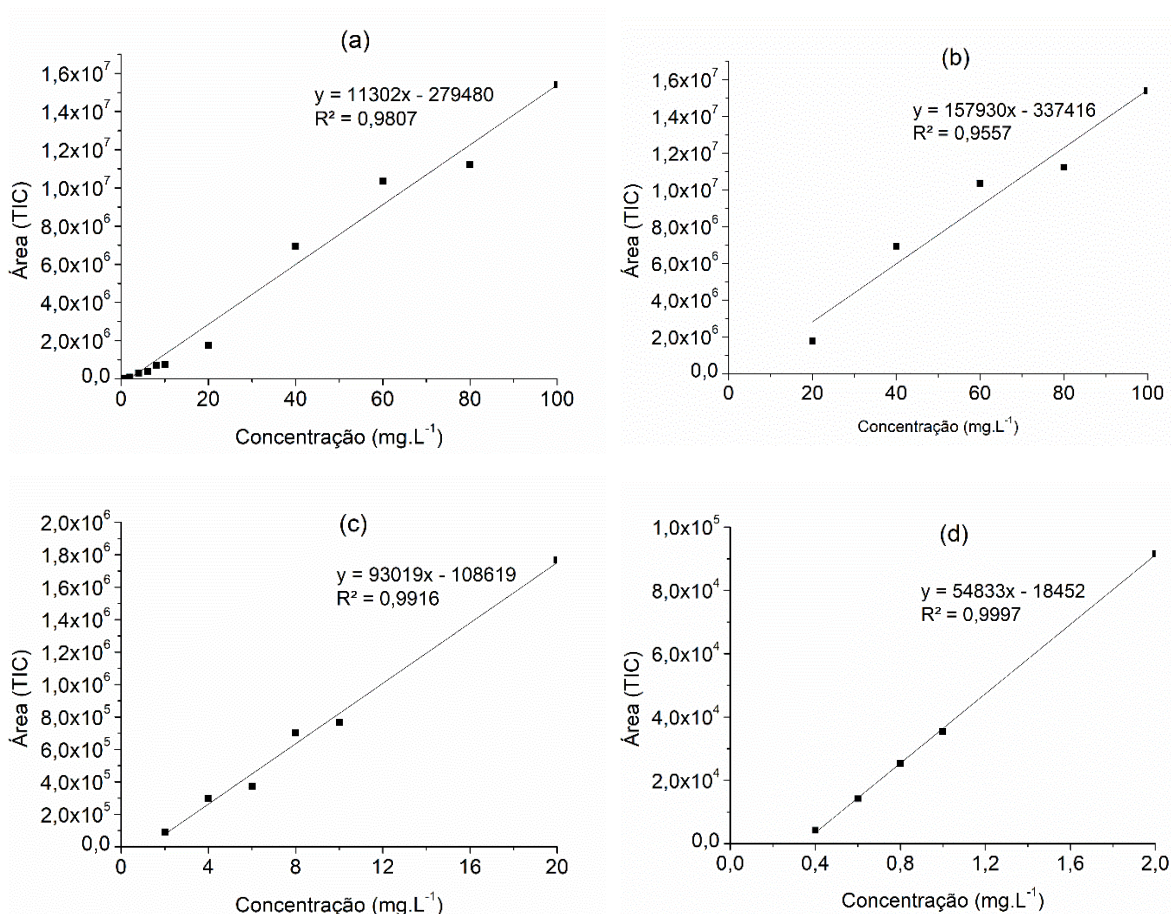 (a)
y = 11302x - 279480
R² = 0,9807
1,6x10⁷
1,4x10⁷
1,2x10⁷
1,0x10⁷
8,0x10⁶
6,0x10⁶
4,0x10⁶
2,0x10⁶
0,0
Área (TIC)
0 20 40 60 80 100
Concentração (mg.L⁻¹)
(b)
y = 157930x - 337416
R² = 0,9557
1,6x10⁷
1,4x10⁷
1,2x10⁷
1,0x10⁷
8,0x10⁶
6,0x10⁶
4,0x10⁶
2,0x10⁶
0,0
Área (TIC)
0 20 40 60 80 100
Concentração (mg.L⁻¹)
(c)
y = 93019x - 108619
R² = 0,9916
2,0x10⁶
1,8x10⁶
1,6x10⁶
1,4x10⁶
1,2x10⁶
1,0x10⁶
8,0x10⁵
6,0x10⁵
4,0x10⁵
2,0x10⁵
0,0
Área (TIC)
0 4 8 12 16 20
Concentração (mg.L⁻¹)
(d)
y = 54833x - 18452
R² = 0,9997
1,0x10⁵
8,0x10⁴
6,0x10⁴
4,0x10⁴
2,0x10⁴
0,0
Área (TIC)
0,0 0,4 0,8 1,2 1,6 2,0
Concentração (mg.L⁻¹)